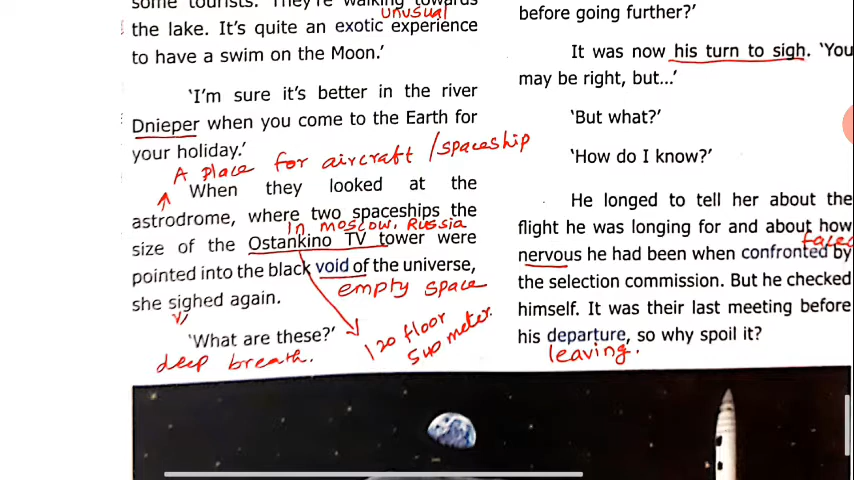 some tourists. They're walking towards
unusual
the lake. It's quite an exotic experience
to have a swim on the Moon.'
'I'm sure it's better in the river
Dnieper when you come to the Earth for
your holiday.'
A place for aircraft /spaceship
When they looked at the
astrodrome, where two spaceships the
In moscow, Russia
size of the Ostankino TV tower were
pointed into the black void of the universe,
empty space
she sighed again.
120 floor
'What are these?'
deep breath.
meter.
before going further?'
It was now his turn to sigh. 'You
may be right, but...'
'But what?'
'How do I know?'
He longed to tell her about the
flight he was longing for and about how
faced
nervous he had been when confronted by
the selection commission. But he checked
himself. It was their last meeting before
his departure, so why spoil it?
leaving.